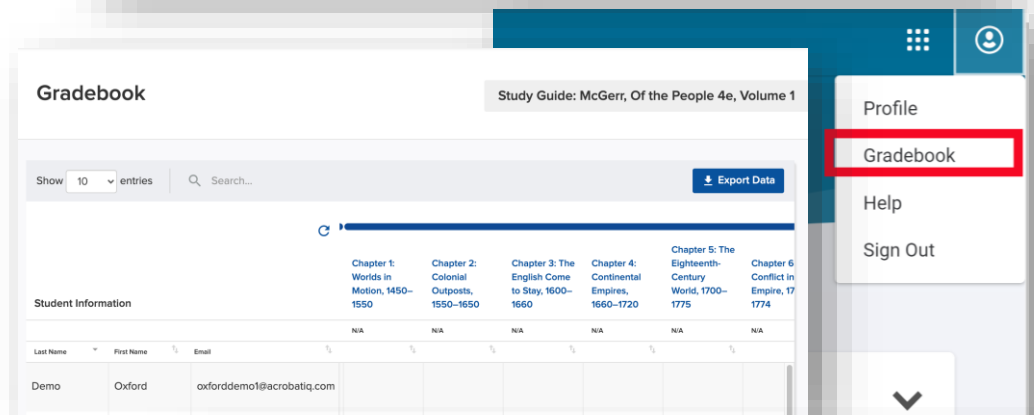 Gradebook
Study Guide: McGerr, Of the People 4e, Volume 1
Show 10 entries
Search...
Export Data
Student Information
Chapter 1:
Worlds in
Motion, 1450–
1550
Chapter 2:
Colonial
Outposts,
1550–1650
Chapter 3: The
English Come
to Stay, 1600–
1660
Chapter 4:
Continental
Empires,
1660–1720
Chapter 5: The
Eighteenth-
Century
World, 1700–
1775
Chapter 6
Conflict in
Empire, 17
1774
N/A N/A N/A N/A N/A N/A
Last Name First Name Email
Demo Oxford oxforddemo1@acrobatiq.com
Profile
Gradebook
Help
Sign Out